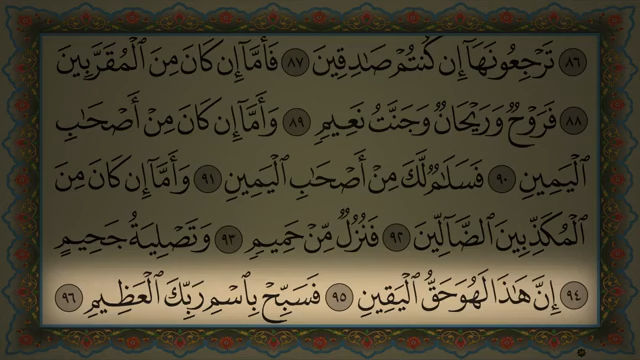 ٨٦ تَرْجِعُونَهَآ إِن كُنتُمْ صَـٰدِقِينَ ٨٧ فَأَمَّآ إِن كَانَ مِنَ ٱلْمُقَرَّبِينَ
٨٨ فَرَوْحٌ وَرَيْحَانٌ وَجَنَّتُ نَعِيمٍ ٨٩ وَأَمَّآ إِن كَانَ مِنْ أَصْحَـٰبِ
ٱلْيَمِينِ ٩٠ فَسَلَـٰمٌ لَّكَ مِنْ أَصْحَـٰبِ ٱلْيَمِينِ ٩١ وَأَمَّآ إِن كَانَ مِنَ
ٱلْمُكَذِّبِينَ ٱلضَّآلِّينَ ٩٢ فَنُزُلٌ مِّنْ حَمِيمٍ ٩٣ وَتَصْلِيَةُ جَحِيمٍ
٩٤ إِنَّ هَـٰذَا لَهُوَ حَقُّ ٱلْيَقِينِ ٩٥ فَسَبِّحْ بِٱسْمِ رَبِّكَ ٱلْعَظِيمِ ٩٦